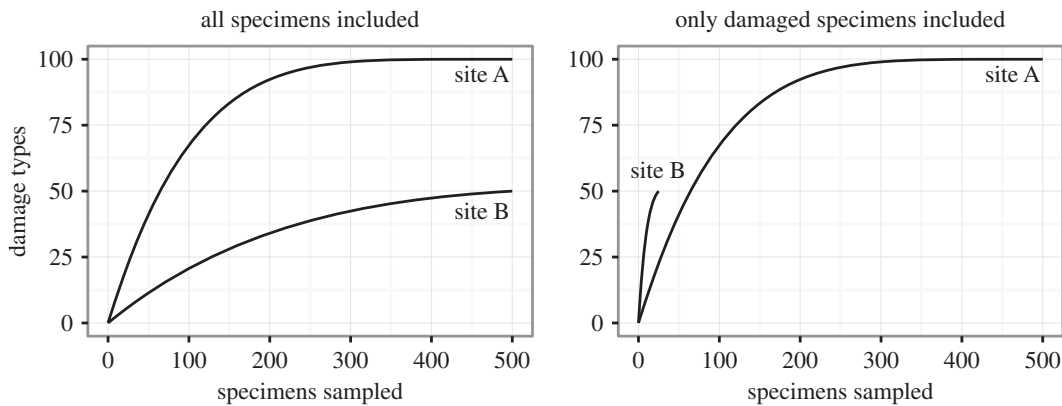 all specimens included
100
75
50
25
0
damage types
site A
site B
0 100 200 300 400 500
specimens sampled
only damaged specimens included
100
75
50
25
0
site A
site B
0 100 200 300 400 500
specimens sampled